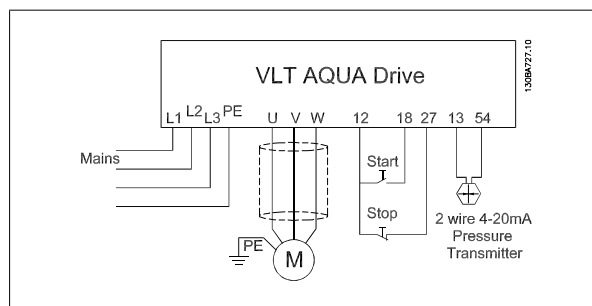 VLT AQUA Drive
130BA727.10
L1 L2 L3 PE U V W 12 18 27 13 54
Mains
Start
Stop
PE
M
2 wire 4-20mA
Pressure
Transmitter